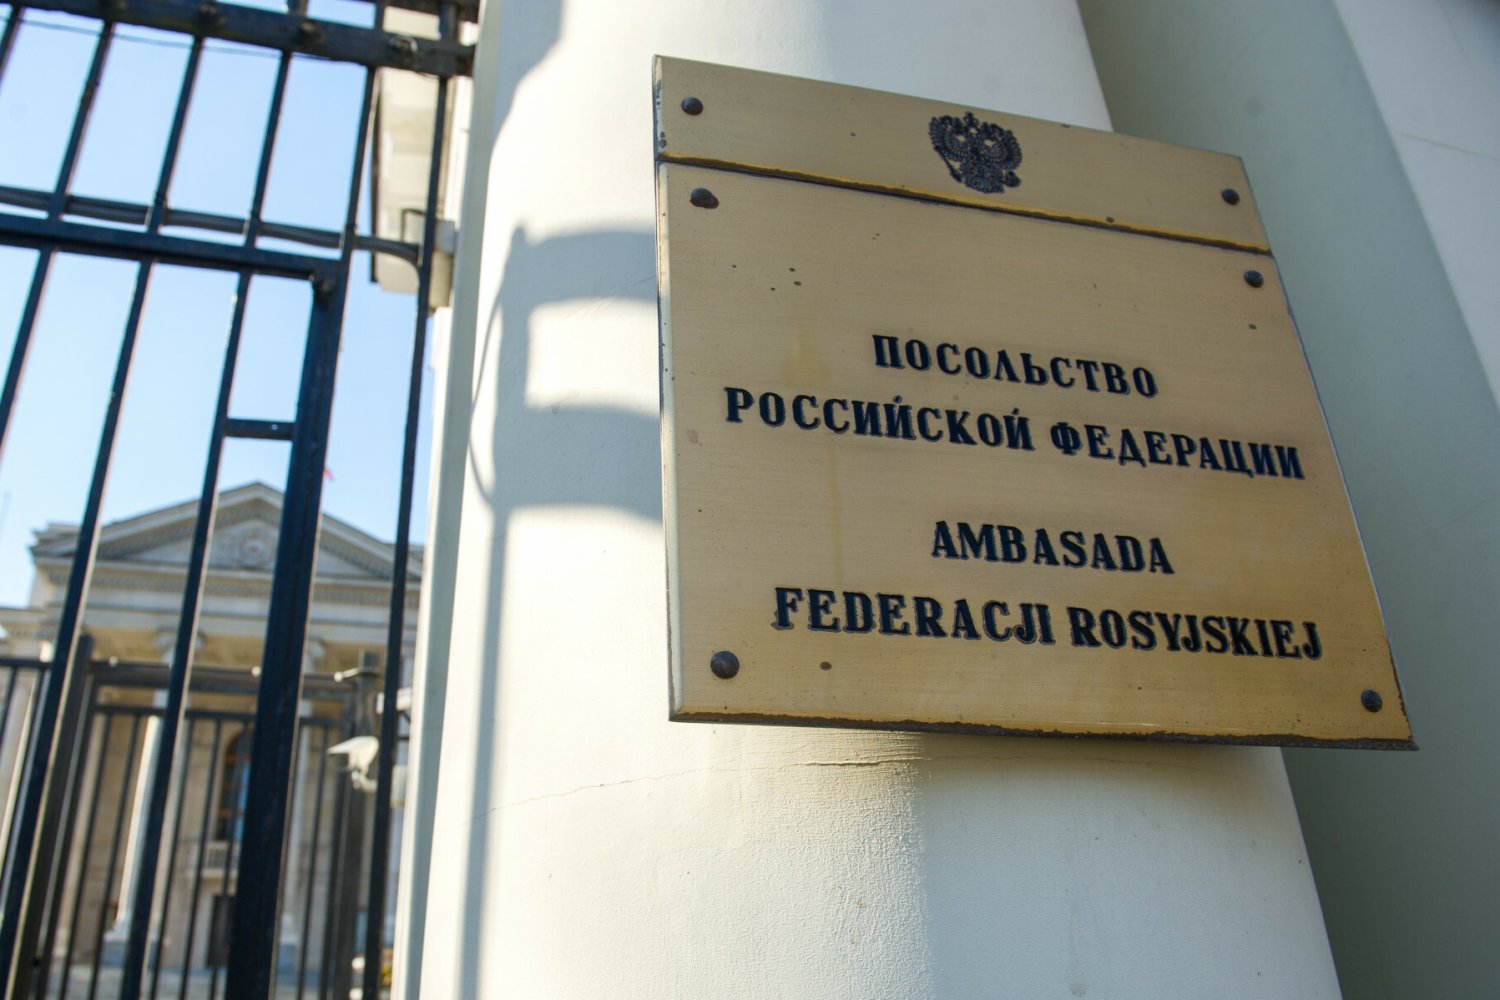 ПОСОЛЬСТВО
РОССИЙСКОЙ ФЕДЕРАЦИИ
AMBASADA
FEDERACJI ROSYJSKIEJ